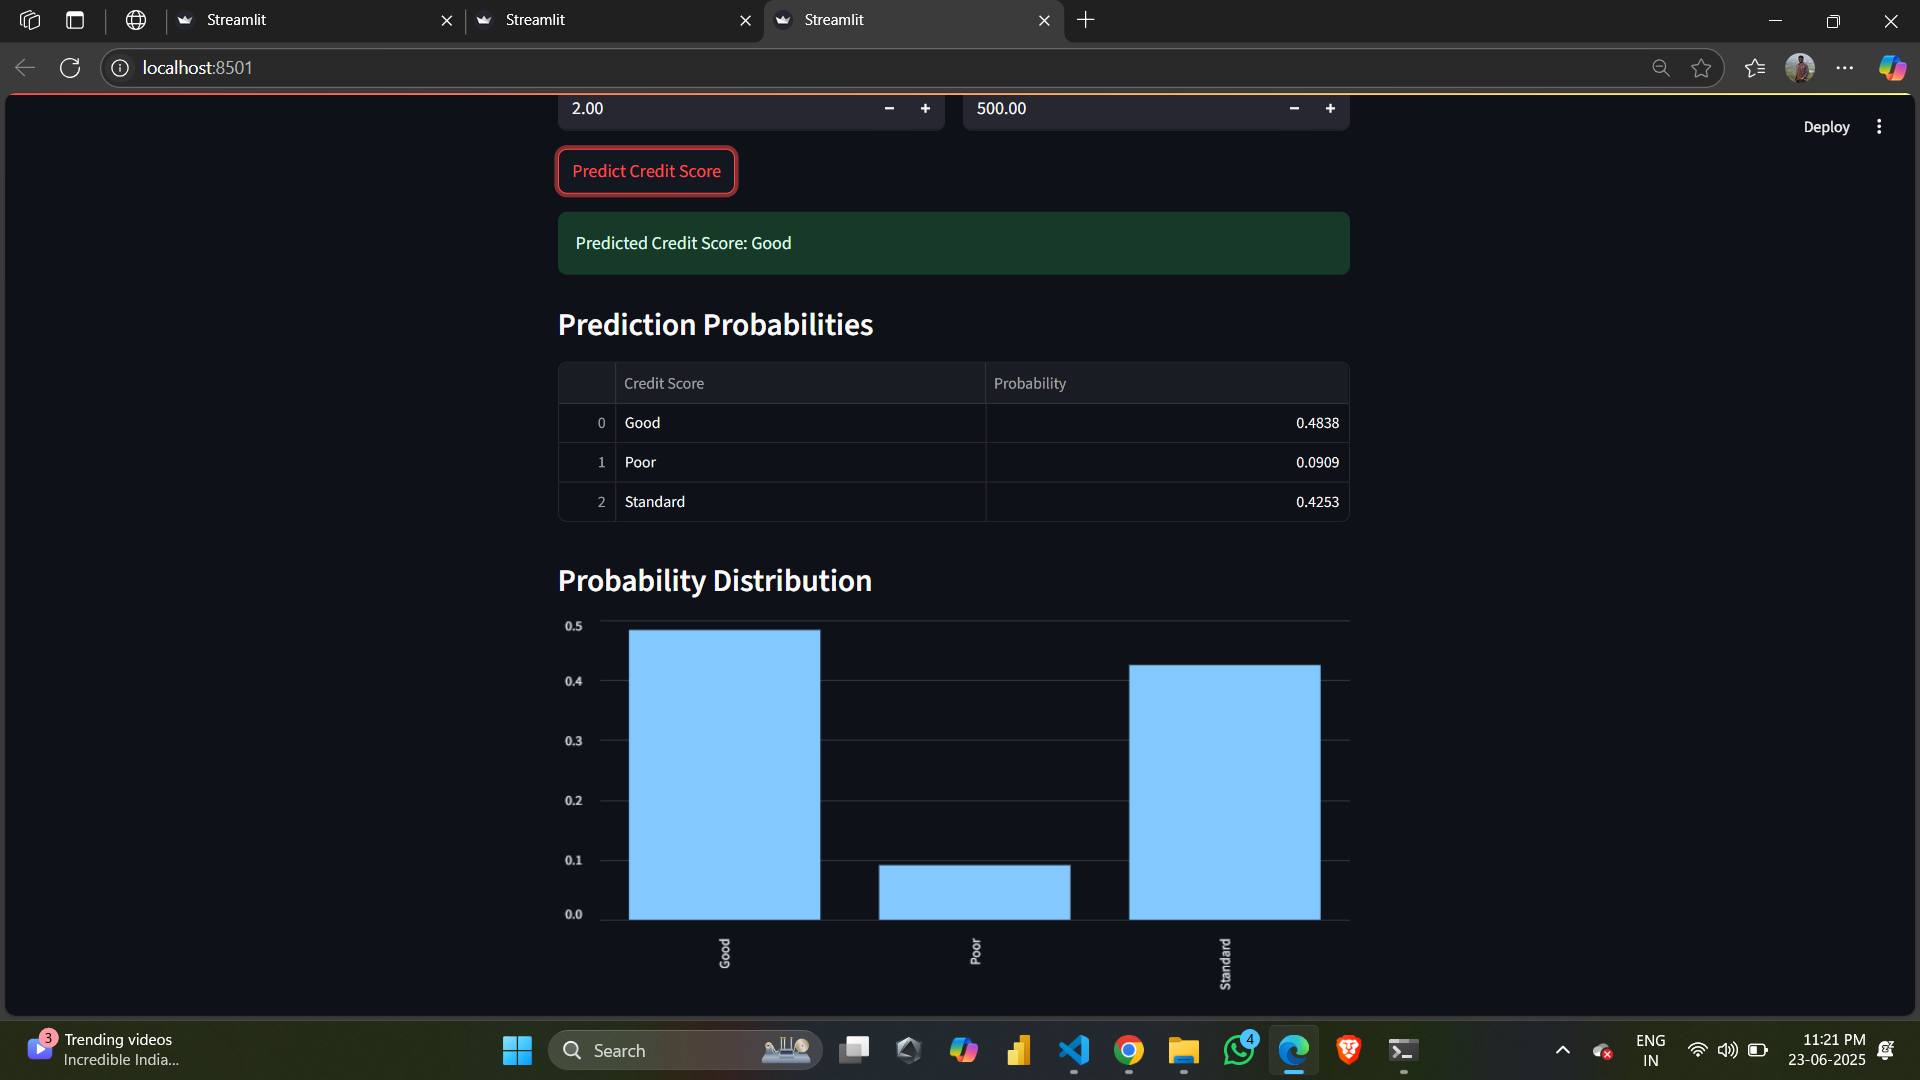 Streamlit
Streamlit
Streamlit
localhost:8501
Deploy
2.00
500.00
Predict Credit Score
Predicted Credit Score: Good
Prediction Probabilities
Credit Score Probability
0 Good 0.4838
1 Poor 0.0909
2 Standard 0.4253
Probability Distribution
0.5
0.4
0.3
0.2
0.1
0.0
Good
Poor
Standard
3
Trending videos
Incredible India...
Search
4
ENG
IN
11:21 PM
23-06-2025